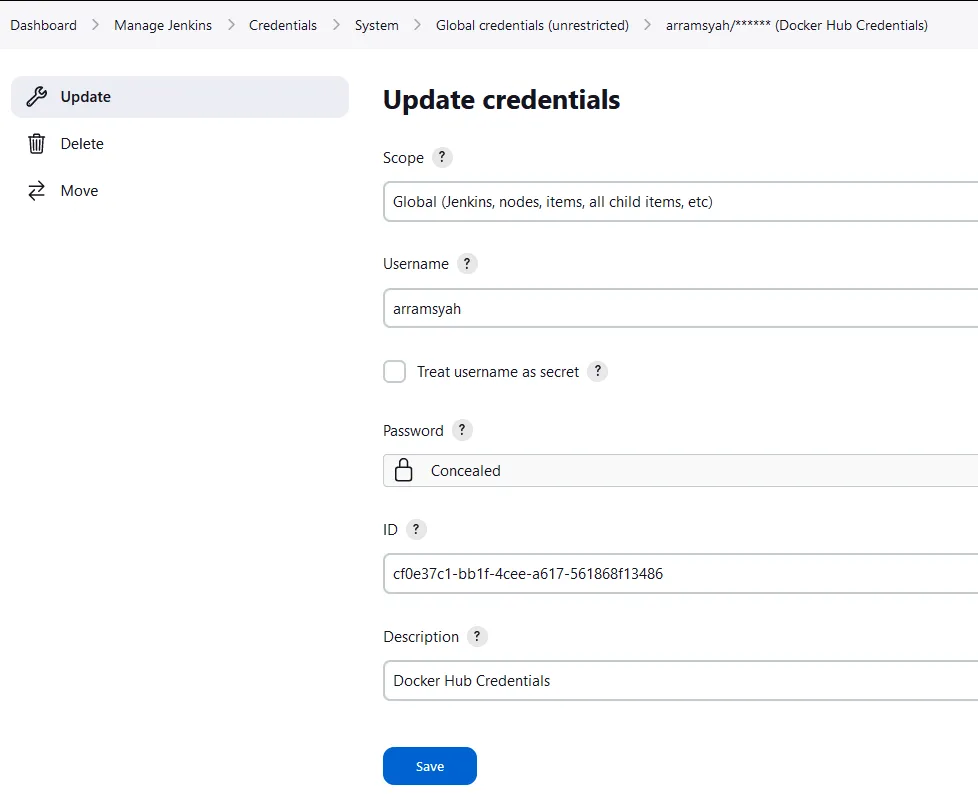 Dashboard > Manage Jenkins > Credentials > System > Global credentials (unrestricted) > arramsyah/****** (Docker Hub Credentials)
Update
Delete
Move
Update credentials
Scope ?
Global (Jenkins, nodes, items, all child items, etc)
Username ?
arramsyah
Treat username as secret ?
Password ?
Concealed
ID ?
cf0e37c1-bb1f-4cee-a617-561868f13486
Description ?
Docker Hub Credentials
Save